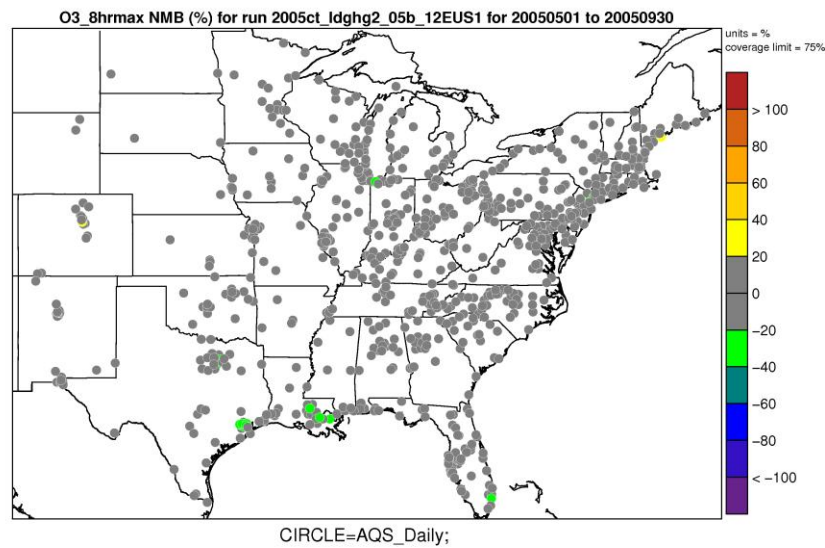 O3_8hrmax NMB (%) for run 2005ct_ldghg2_05b_12EUS1 for 20050501 to 20050930
units = %
coverage limit = 75%
> 100
80
60
40
20
0
−20
−40
−60
−80
< −100
CIRCLE=AQS_Daily;